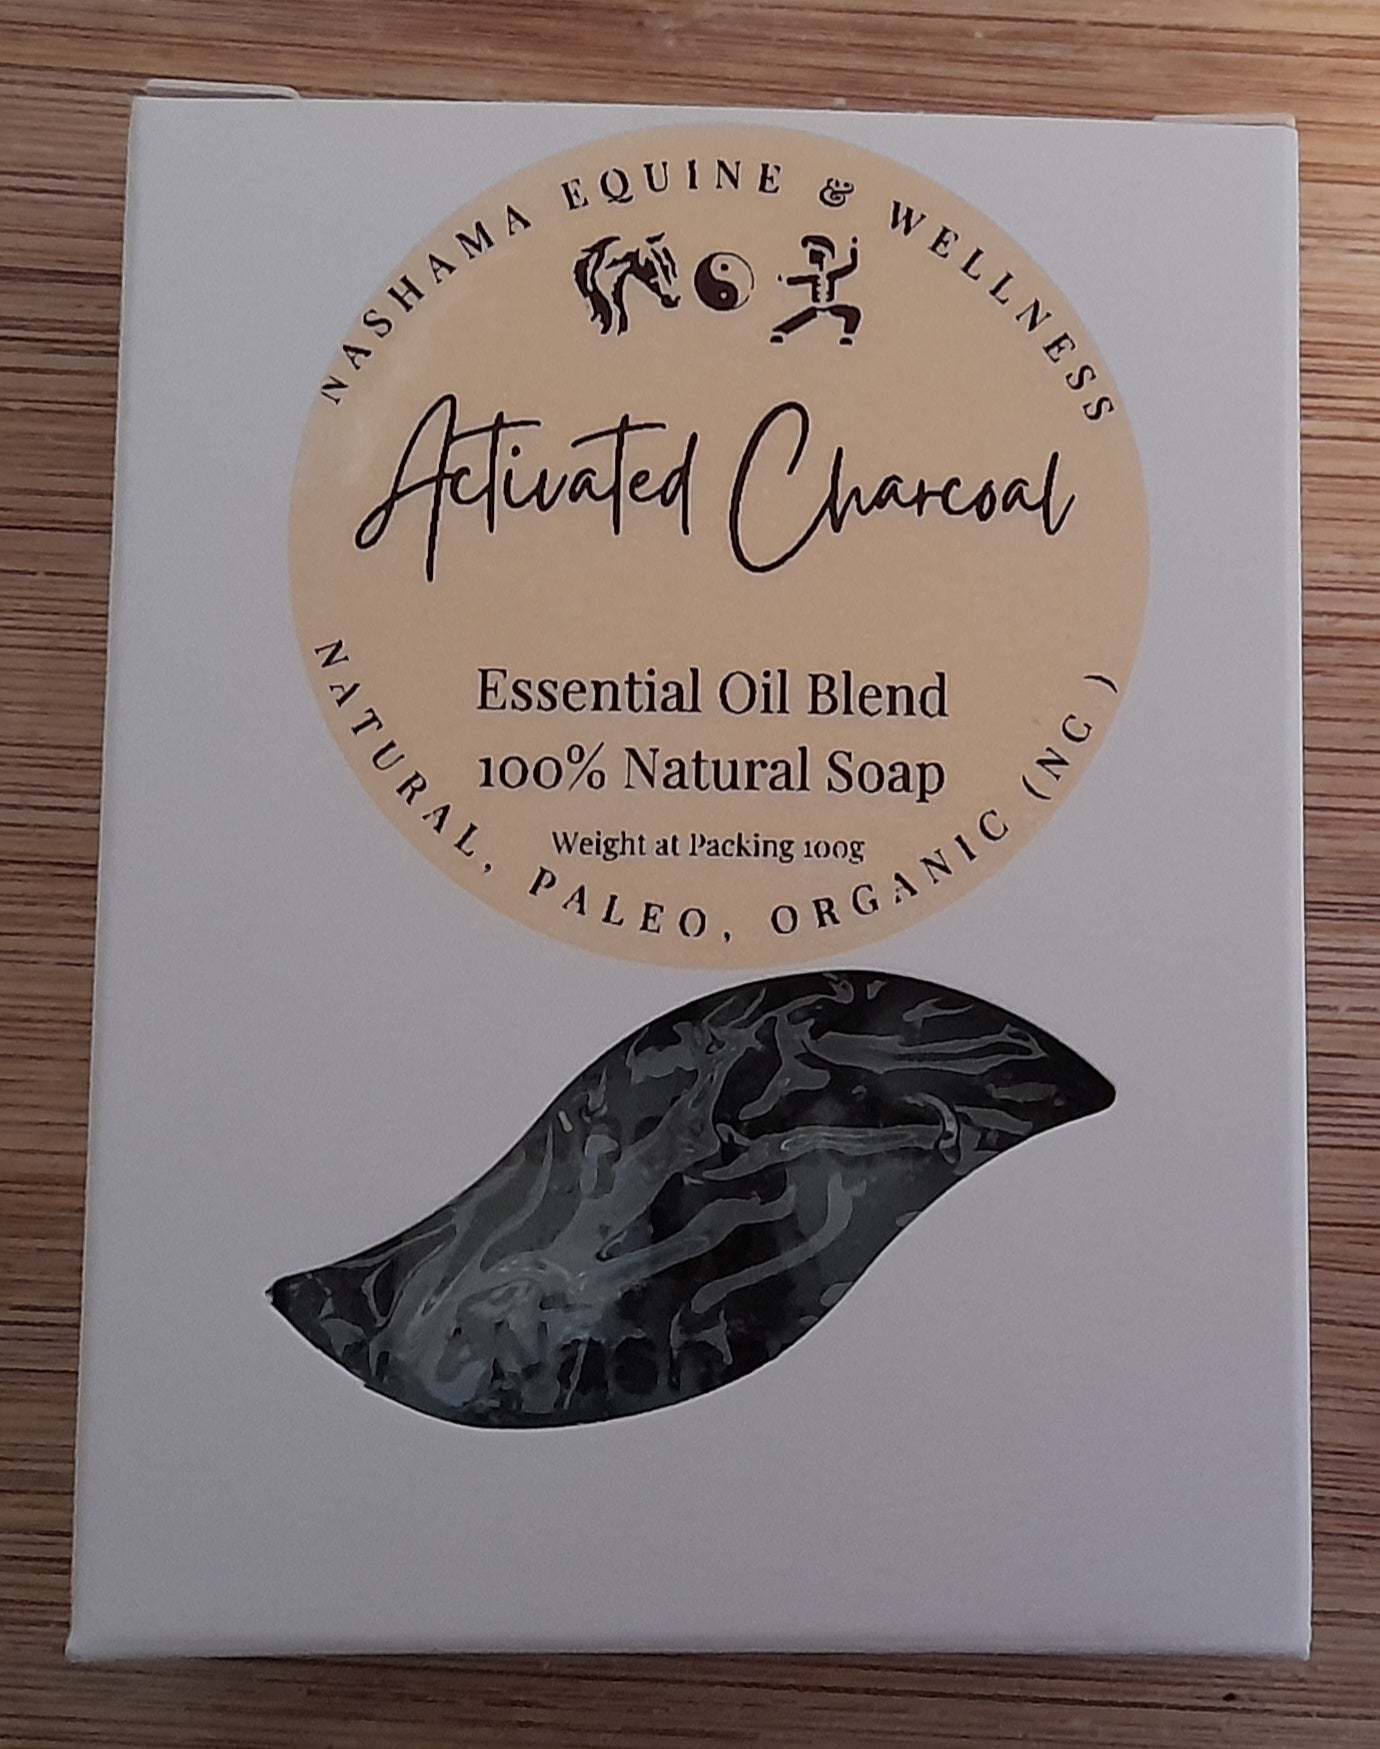 NASHAMA EQUINE & WELLNESS
Activated Charcoal
Essential Oil Blend
100% Natural Soap
Weight at Packing 100g
NATURAL, PALEO, ORGANIC (NC)